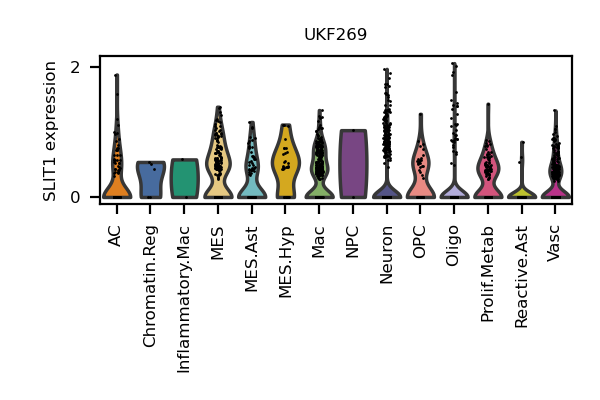 UKF269
SLIT1 expression
2
0
AC
Chromatin.Reg
Inflammatory.Mac
MES
MES.Ast
MES.Hyp
Mac
NPC
Neuron
OPC
Oligo
Prolif.Metab
Reactive.Ast
Vasc